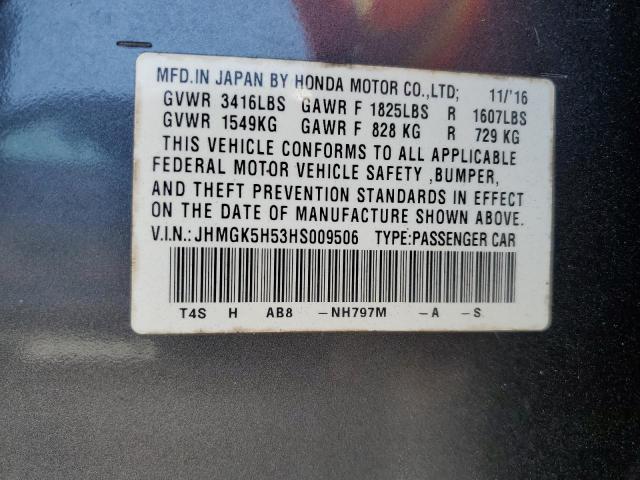 MFD.IN JAPAN BY HONDA MOTOR CO.,LTD; 11/'16
GVWR 3416LBS GAWR F 1825LBS R 1607LBS
GVWR 1549KG GAWR F 828 KG R 729 KG
THIS VEHICLE CONFORMS TO ALL APPLICABLE
FEDERAL MOTOR VEHICLE SAFETY ,BUMPER,
AND THEFT PREVENTION STANDARDS IN EFFECT
ON THE DATE OF MANUFACTURE SHOWN ABOVE.
V.I.N.: JHMGK5H53HS009506 TYPE:PASSENGER CAR
T4S H AB8 -NH797M -A -S